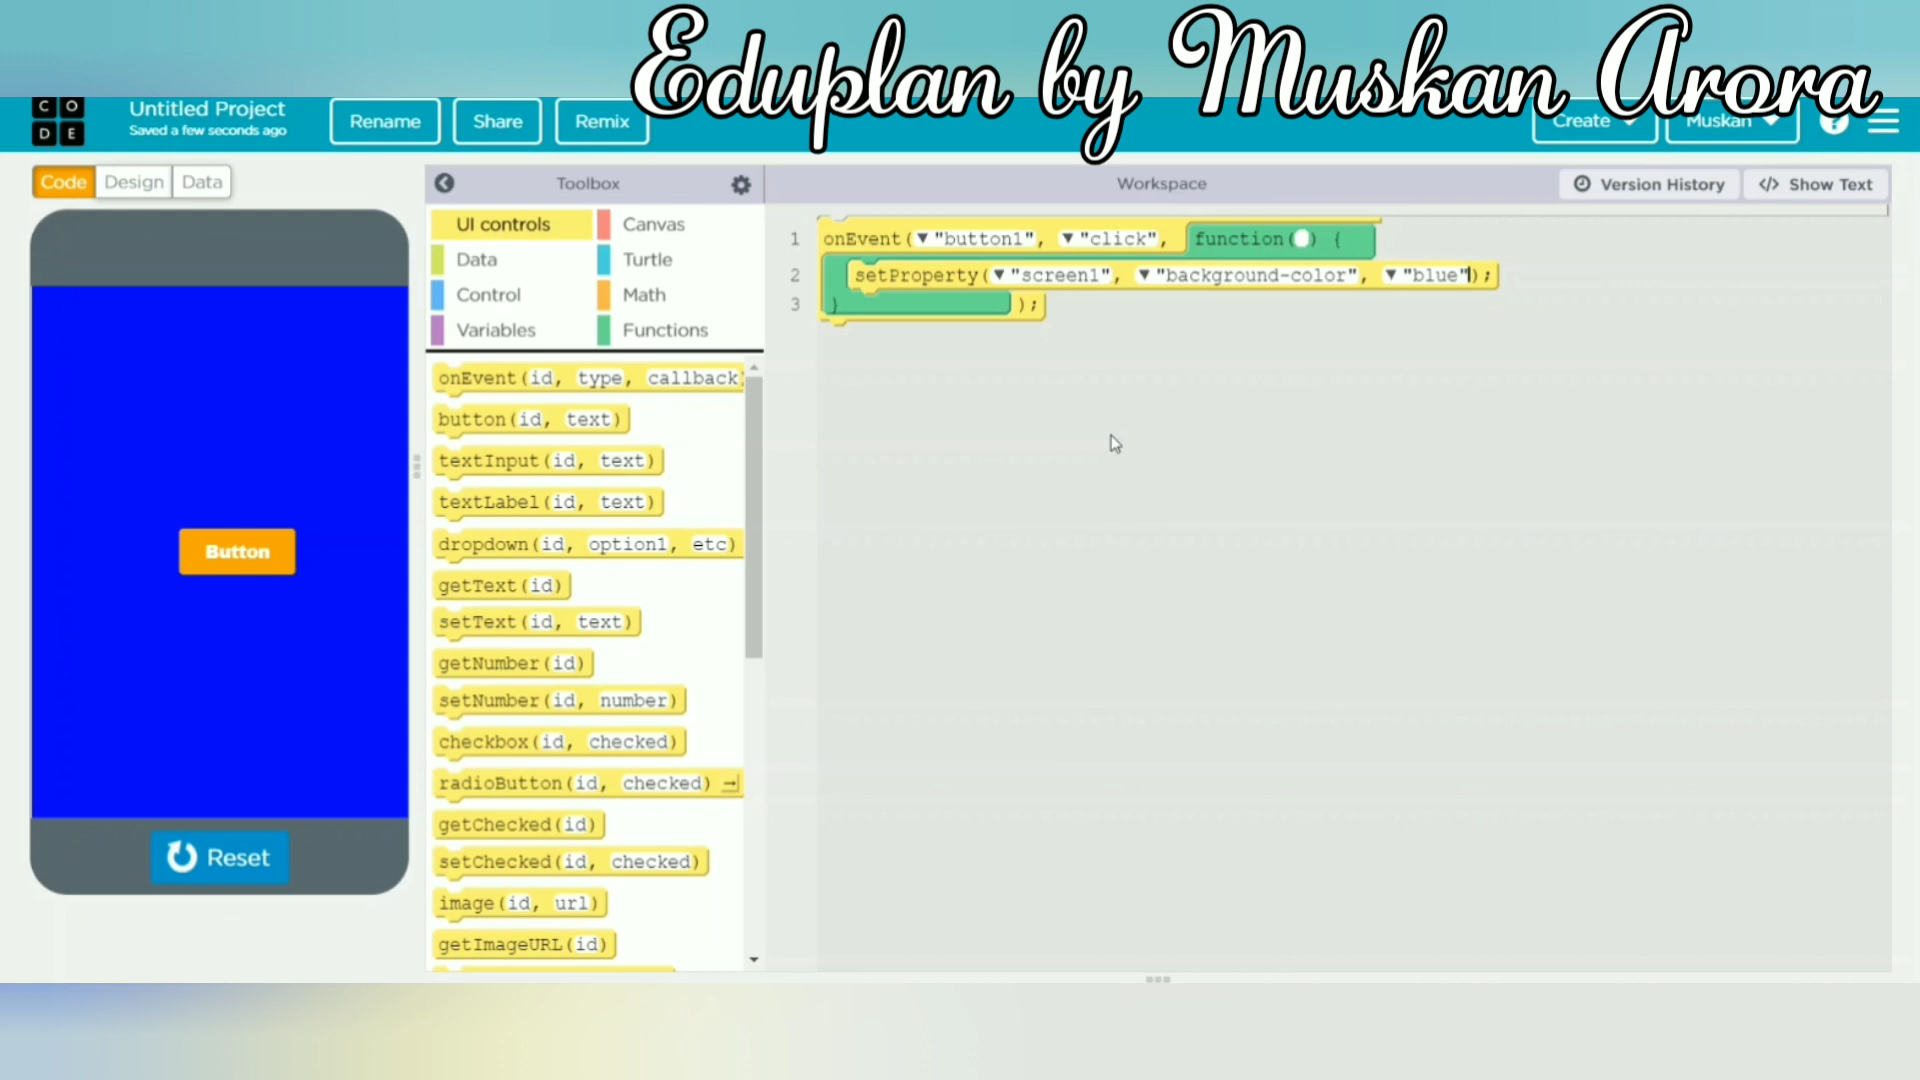 Eduplan by Muskan Arora
CODE
Untitled Project
Saved a few seconds ago
Rename
Share
Remix
Create
Muskan
?
Code
Design
Data
Toolbox
Workspace
Version History
</> Show Text
UI controls
Canvas
Data
Turtle
Control
Math
Variables
Functions
1 onEvent(▼"button1", ▼"click", function() {
2 setProperty(▼"screen1", ▼"background-color", ▼"blue");
3 } );
onEvent(id, type, callback)
button(id, text)
textInput(id, text)
textLabel(id, text)
dropdown(id, option1, etc)
getText(id)
setText(id, text)
getNumber(id)
setNumber(id, number)
checkbox(id, checked)
radioButton(id, checked) →
getChecked(id)
setChecked(id, checked)
image(id, url)
getImageURL(id)
Button
Reset